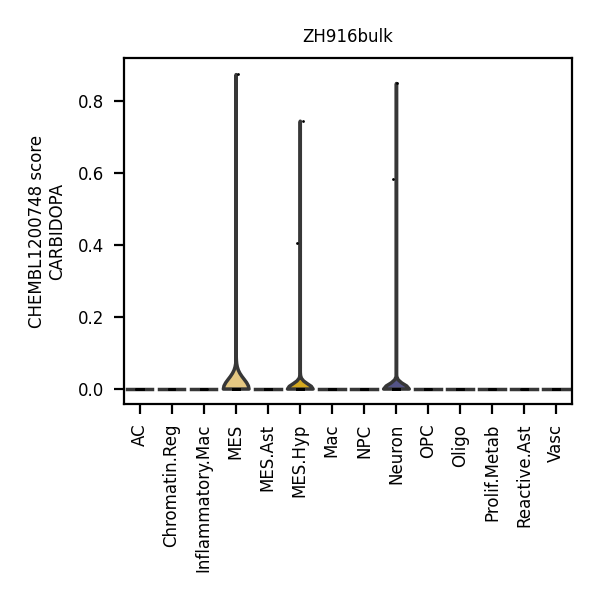 ZH916bulk
CHEMBL1200748 score
CARBIDOPA
0.8
0.6
0.4
0.2
0.0
AC
Chromatin.Reg
Inflammatory.Mac
MES
MES.Ast
MES.Hyp
Mac
NPC
Neuron
OPC
Oligo
Prolif.Metab
Reactive.Ast
Vasc